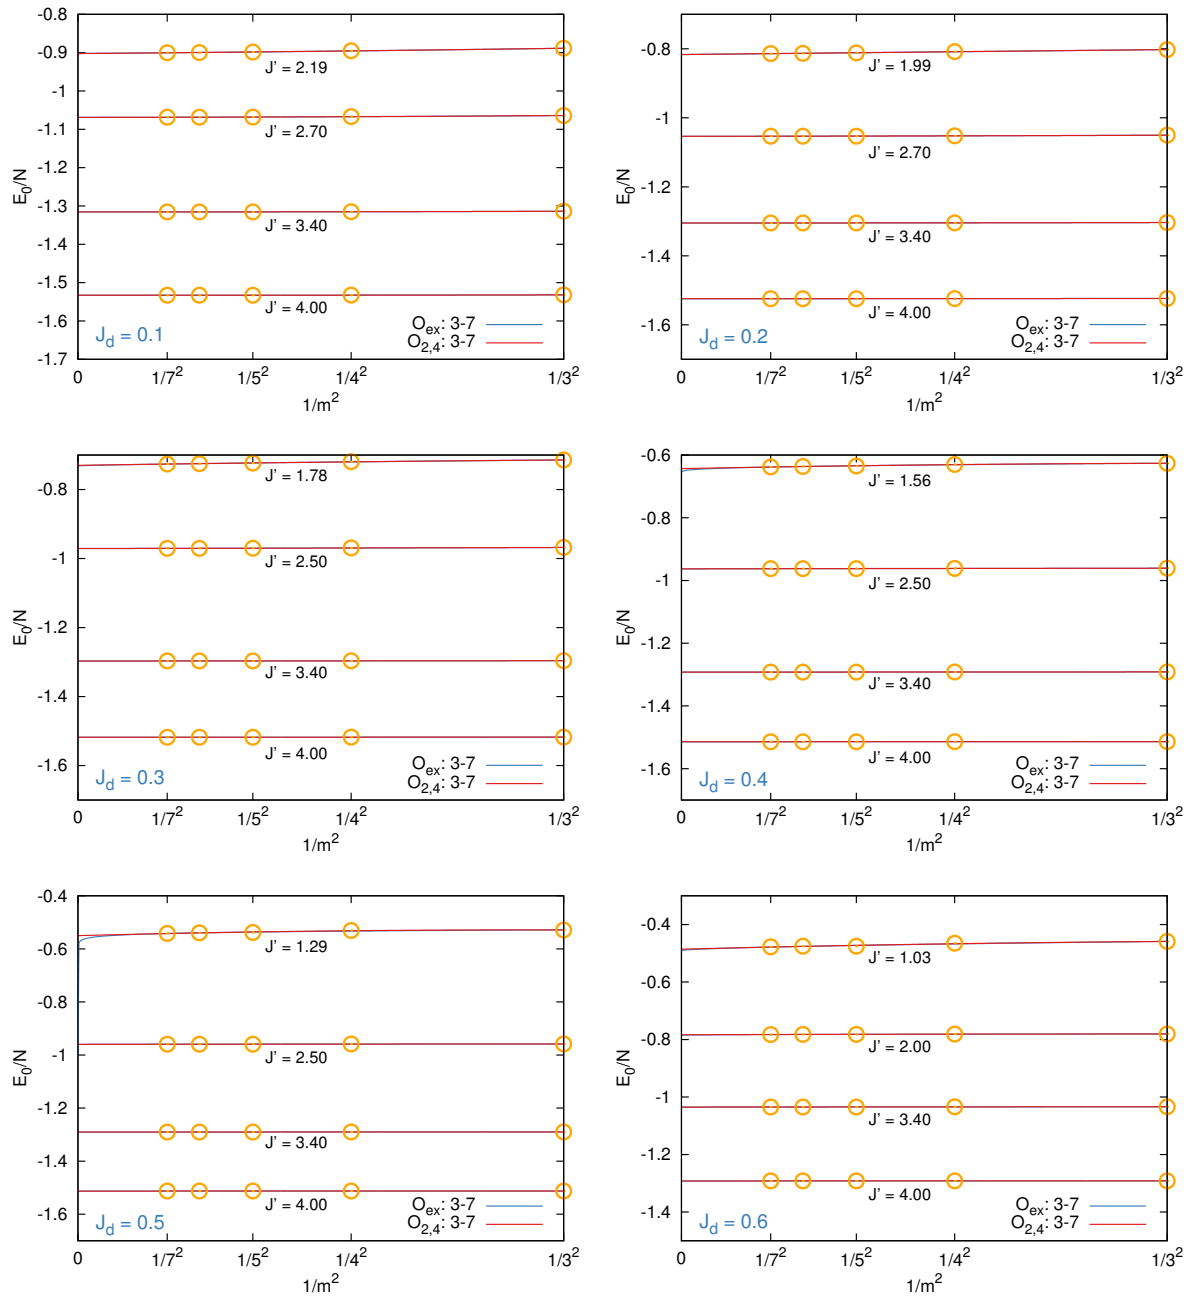 -0.8
-0.9
-1
-1.1
-1.2
-1.3
-1.4
-1.5
-1.6
-1.7
E0/N
J' = 2.19
J' = 2.70
J' = 3.40
J' = 4.00
Jd = 0.1
Oex: 3-7
O2,4: 3-7
0 1/7² 1/5² 1/4² 1/3²
1/m²
-0.8
-1
-1.2
-1.4
-1.6
E0/N
J' = 1.99
J' = 2.70
J' = 3.40
J' = 4.00
Jd = 0.2
Oex: 3-7
O2,4: 3-7
0 1/7² 1/5² 1/4² 1/3²
1/m²
-0.8
-1
-1.2
-1.4
-1.6
E0/N
J' = 1.78
J' = 2.50
J' = 3.40
J' = 4.00
Jd = 0.3
Oex: 3-7
O2,4: 3-7
0 1/7² 1/5² 1/4² 1/3²
1/m²
-0.6
-0.8
-1
-1.2
-1.4
-1.6
E0/N
J' = 1.56
J' = 2.50
J' = 3.40
J' = 4.00
Jd = 0.4
Oex: 3-7
O2,4: 3-7
0 1/7² 1/5² 1/4² 1/3²
1/m²
-0.4
-0.6
-0.8
-1
-1.2
-1.4
-1.6
E0/N
J' = 1.29
J' = 2.50
J' = 3.40
J' = 4.00
Jd = 0.5
Oex: 3-7
O2,4: 3-7
0 1/7² 1/5² 1/4² 1/3²
1/m²
-0.4
-0.6
-0.8
-1
-1.2
-1.4
E0/N
J' = 1.03
J' = 2.00
J' = 3.40
J' = 4.00
Jd = 0.6
Oex: 3-7
O2,4: 3-7
0 1/7² 1/5² 1/4² 1/3²
1/m²